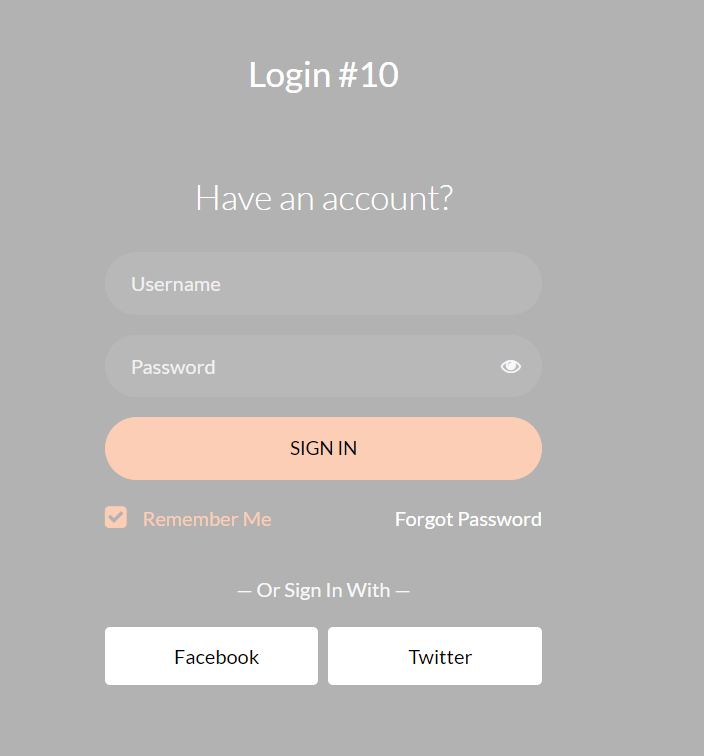 Login #10
Have an account?
Username
Password
SIGN IN
Remember Me Forgot Password
— Or Sign In With —
Facebook Twitter